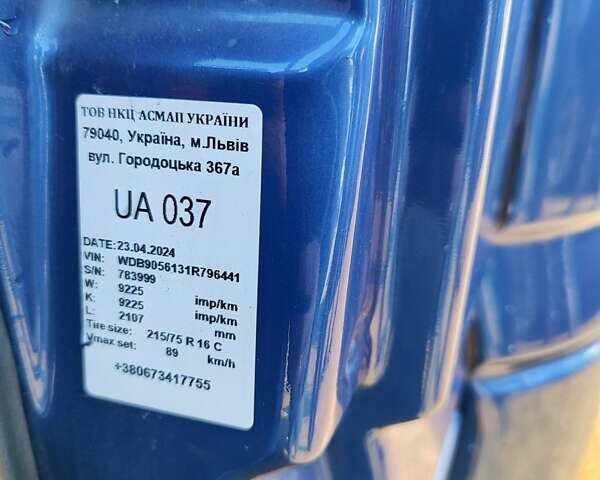 ТОВ НКЦ АСМАП УКРАЇНИ
79040, Україна, м.Львів
вул. Городоцька 367а
UA 037
DATE: 23.04.2024
VIN: WDB9056131R796441
S/N: 783999
W: 9225 imp/km
K: 9225 imp/km
L: 2107 mm
Tire size: 215/75 R 16 C
Vmax set: 89 km/h
+380673417755